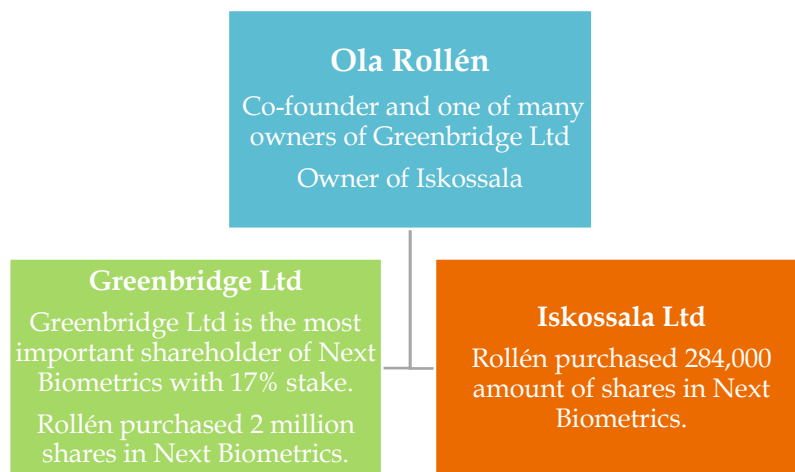 Ola Rollén
Co-founder and one of many
owners of Greenbridge Ltd
Owner of Iskossala
Greenbridge Ltd
Greenbridge Ltd is the most
important shareholder of Next
Biometrics with 17% stake.
Rollén purchased 2 million
shares in Next Biometrics.
Iskossala Ltd
Rollén purchased 284,000
amount of shares in Next
Biometrics.